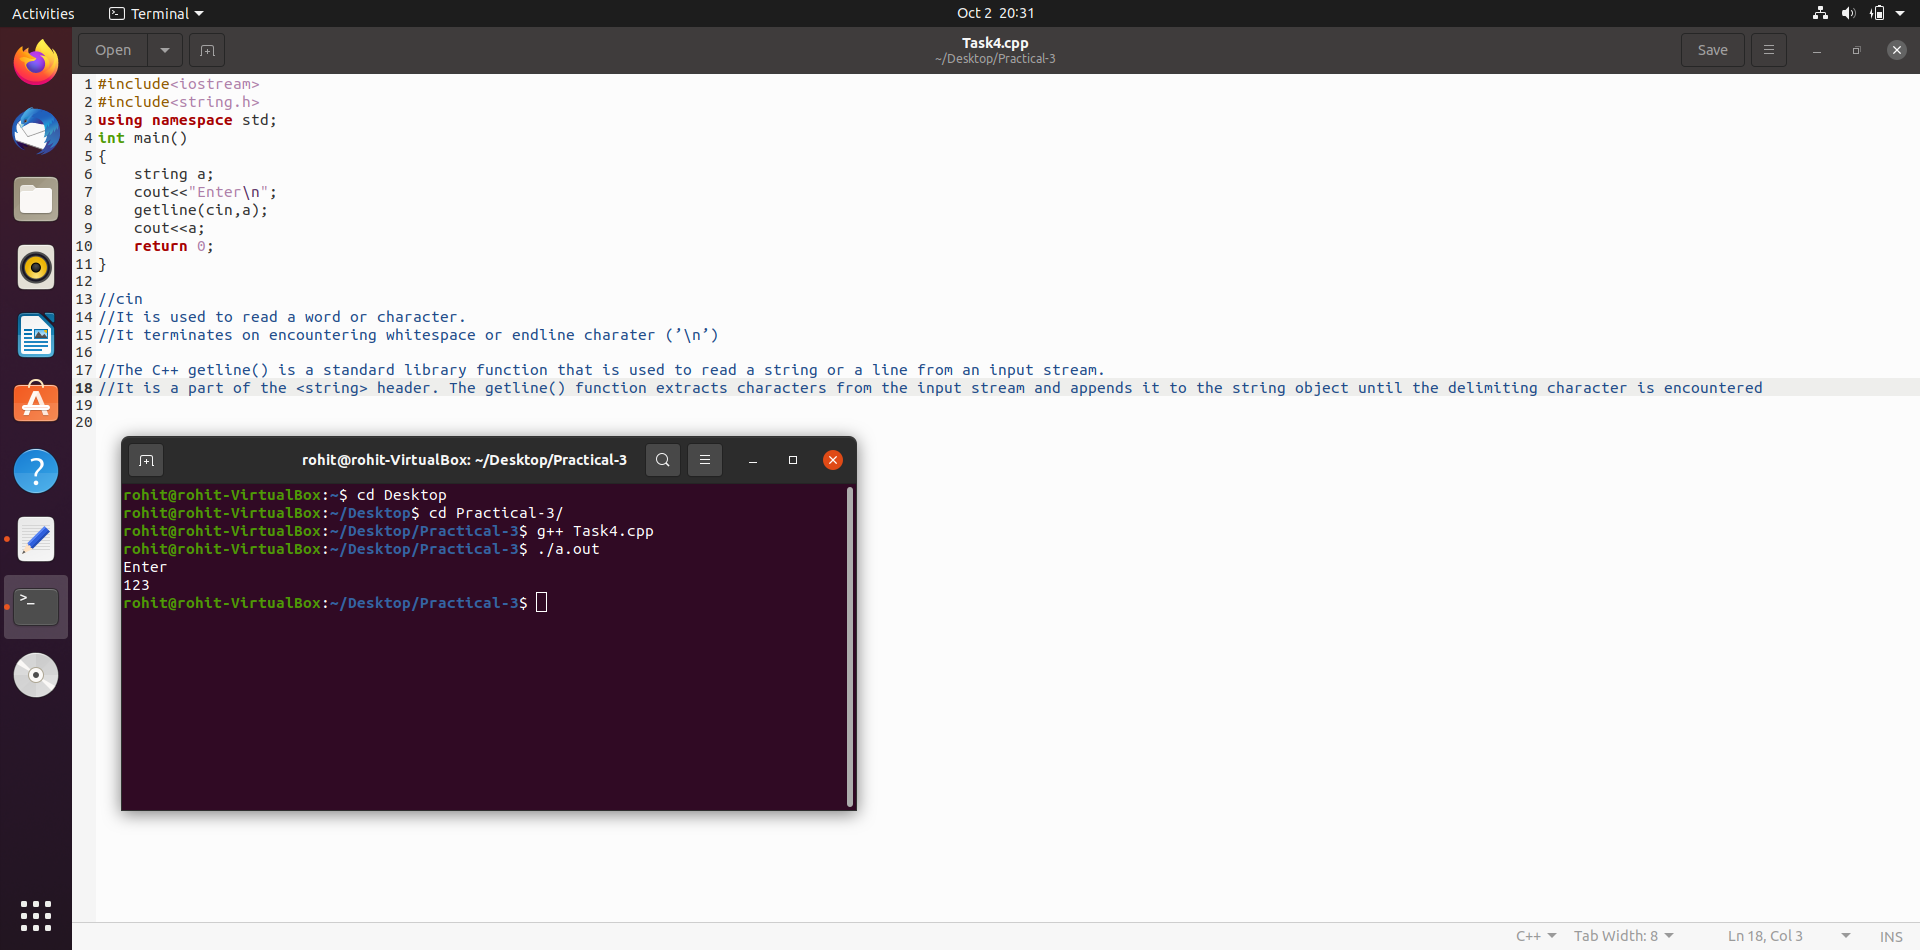 Activities
Terminal
Oct 2 20:31
Open
Task4.cpp
~/Desktop/Practical-3
Save
1 #include<iostream>
2 #include<string.h>
3 using namespace std;
4 int main()
5 {
6     string a;
7     cout<<"Enter\n";
8     getline(cin,a);
9     cout<<a;
10     return 0;
11 }
12
13 //cin
14 //It is used to read a word or character.
15 //It terminates on encountering whitespace or endline charater (’\n’)
16
17 //The C++ getline() is a standard library function that is used to read a string or a line from an input stream.
18 //It is a part of the <string> header. The getline() function extracts characters from the input stream and appends it to the string object until the delimiting character is encountered
19
20
rohit@rohit-VirtualBox: ~/Desktop/Practical-3
rohit@rohit-VirtualBox:~$ cd Desktop
rohit@rohit-VirtualBox:~/Desktop$ cd Practical-3/
rohit@rohit-VirtualBox:~/Desktop/Practical-3$ g++ Task4.cpp
rohit@rohit-VirtualBox:~/Desktop/Practical-3$ ./a.out
Enter
123
rohit@rohit-VirtualBox:~/Desktop/Practical-3$
C++
Tab Width: 8
Ln 18, Col 3
INS